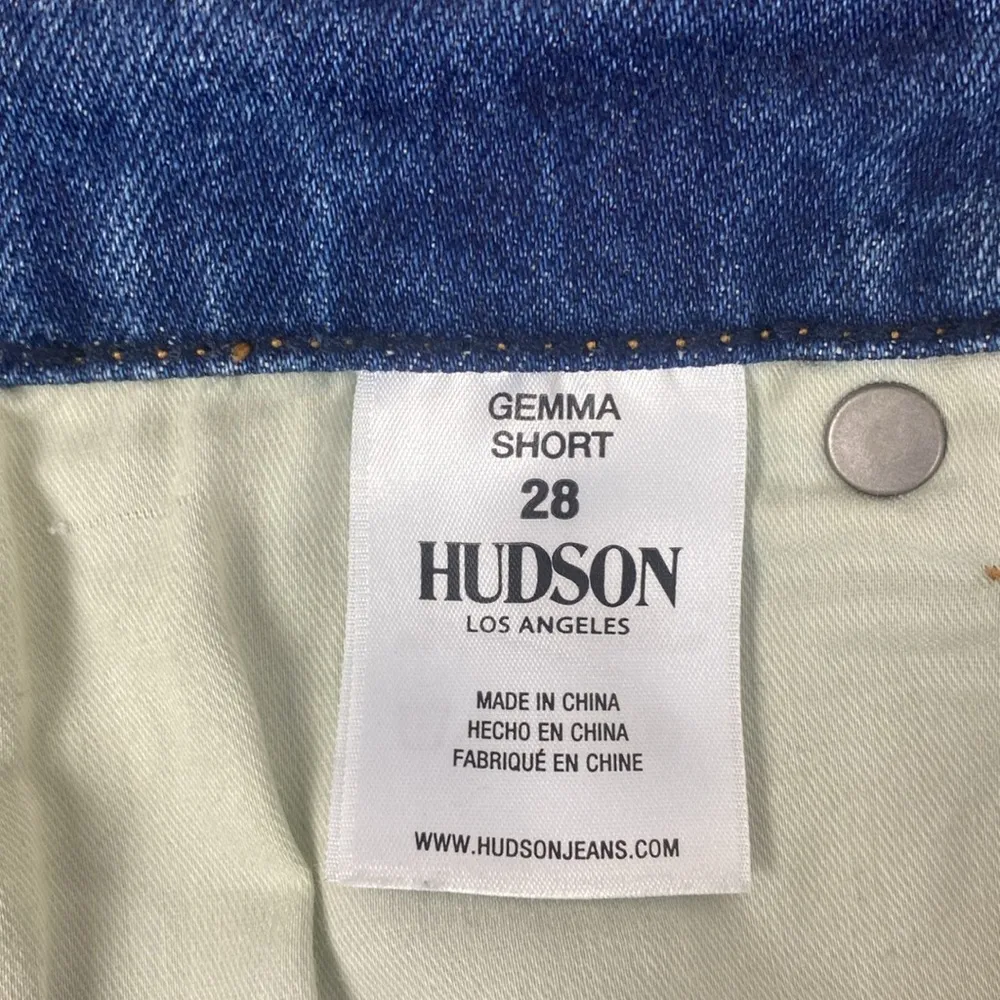 GEMMA
SHORT
28
HUDSON
LOS ANGELES
MADE IN CHINA
HECHO EN CHINA
FABRIQUÉ EN CHINE
WWW.HUDSONJEANS.COM